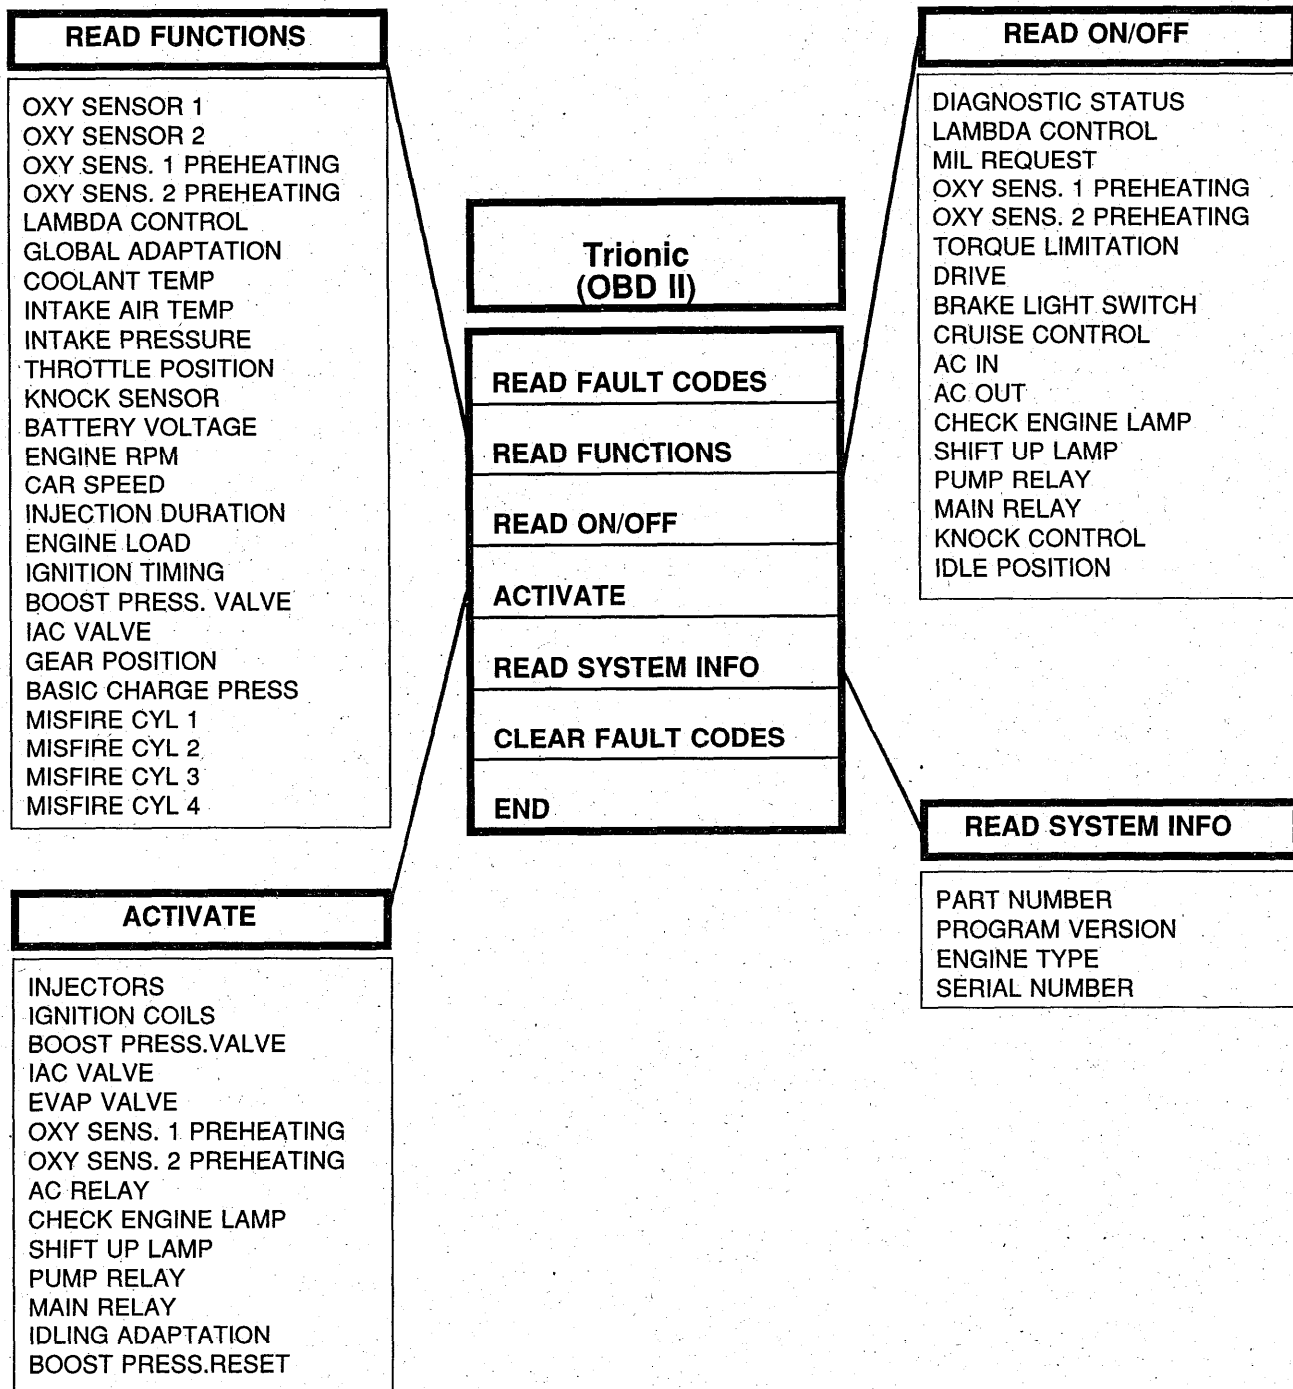 READ FUNCTIONS
OXY SENSOR 1
OXY SENSOR 2
OXY SENS. 1 PREHEATING
OXY SENS. 2 PREHEATING
LAMBDA CONTROL
GLOBAL ADAPTATION
COOLANT TEMP
INTAKE AIR TEMP
INTAKE PRESSURE
THROTTLE POSITION
KNOCK SENSOR
BATTERY VOLTAGE
ENGINE RPM
CAR SPEED
INJECTION DURATION
ENGINE LOAD
IGNITION TIMING
BOOST PRESS. VALVE
IAC VALVE
GEAR POSITION
BASIC CHARGE PRESS
MISFIRE CYL 1
MISFIRE CYL 2
MISFIRE CYL 3
MISFIRE CYL 4
ACTIVATE
INJECTORS
IGNITION COILS
BOOST PRESS.VALVE
IAC VALVE
EVAP VALVE
OXY SENS. 1 PREHEATING
OXY SENS. 2 PREHEATING
AC RELAY
CHECK ENGINE LAMP
SHIFT UP LAMP
PUMP RELAY
MAIN RELAY
IDLING ADAPTATION
BOOST PRESS.RESET
Trionic
(OBD II)
READ FAULT CODES
READ FUNCTIONS
READ ON/OFF
ACTIVATE
READ SYSTEM INFO
CLEAR FAULT CODES
END
READ ON/OFF
DIAGNOSTIC STATUS
LAMBDA CONTROL
MIL REQUEST
OXY SENS. 1 PREHEATING
OXY SENS. 2 PREHEATING
TORQUE LIMITATION
DRIVE
BRAKE LIGHT SWITCH
CRUISE CONTROL
AC IN
AC OUT
CHECK ENGINE LAMP
SHIFT UP LAMP
PUMP RELAY
MAIN RELAY
KNOCK CONTROL
IDLE POSITION
READ SYSTEM INFO
PART NUMBER
PROGRAM VERSION
ENGINE TYPE
SERIAL NUMBER